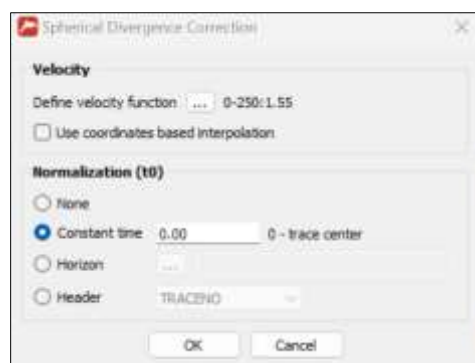 Spherical Divergence Correction
Velocity
Define velocity function ... 0-250:1.55
Use coordinates based interpolation
Normalization (t0)
None
Constant time 0.00 0 - trace center
Horizon ...
Header TRACENO
OK Cancel